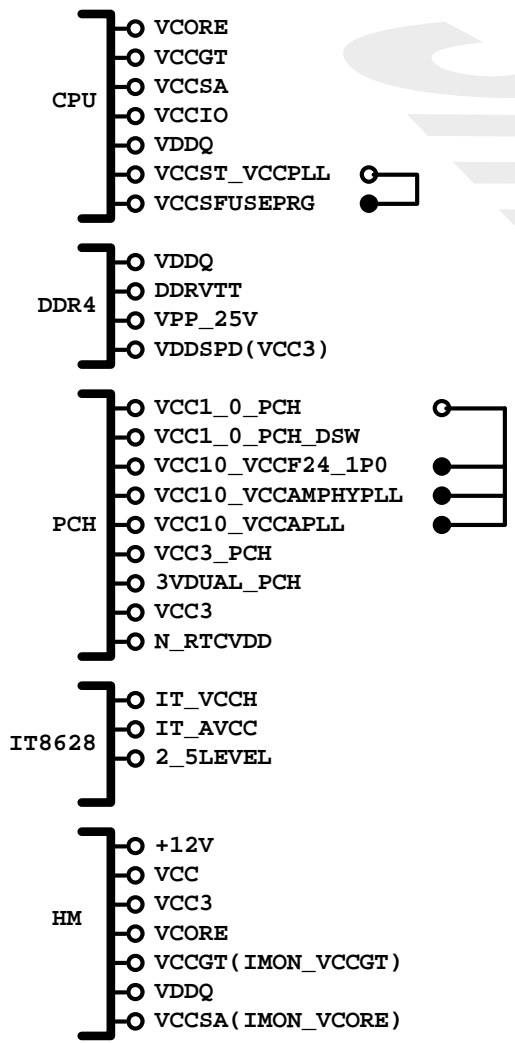 VCORE
VCCGT
VCCSA
CPU
VCCIO
VDDQ
VCCST_VCCPLL
VCCSFUSEPRG
VDDQ
DDRVTT
DDR4
VPP_25V
VDDSPD(VCC3)
VCC1_0_PCH
VCC1_0_PCH_DSW
VCC10_VCCF24_1P0
VCC10_VCCAMPHYPLL
PCH
VCC10_VCCAPLL
VCC3_PCH
3VDUAL_PCH
VCC3
N_RTCVDD
IT_VCCH
IT_AVCC
IT8628
2_5LEVEL
+12V
VCC
VCC3
HM
VCORE
VCCGT(IMON_VCCGT)
VDDQ
VCCSA(IMON_VCORE)